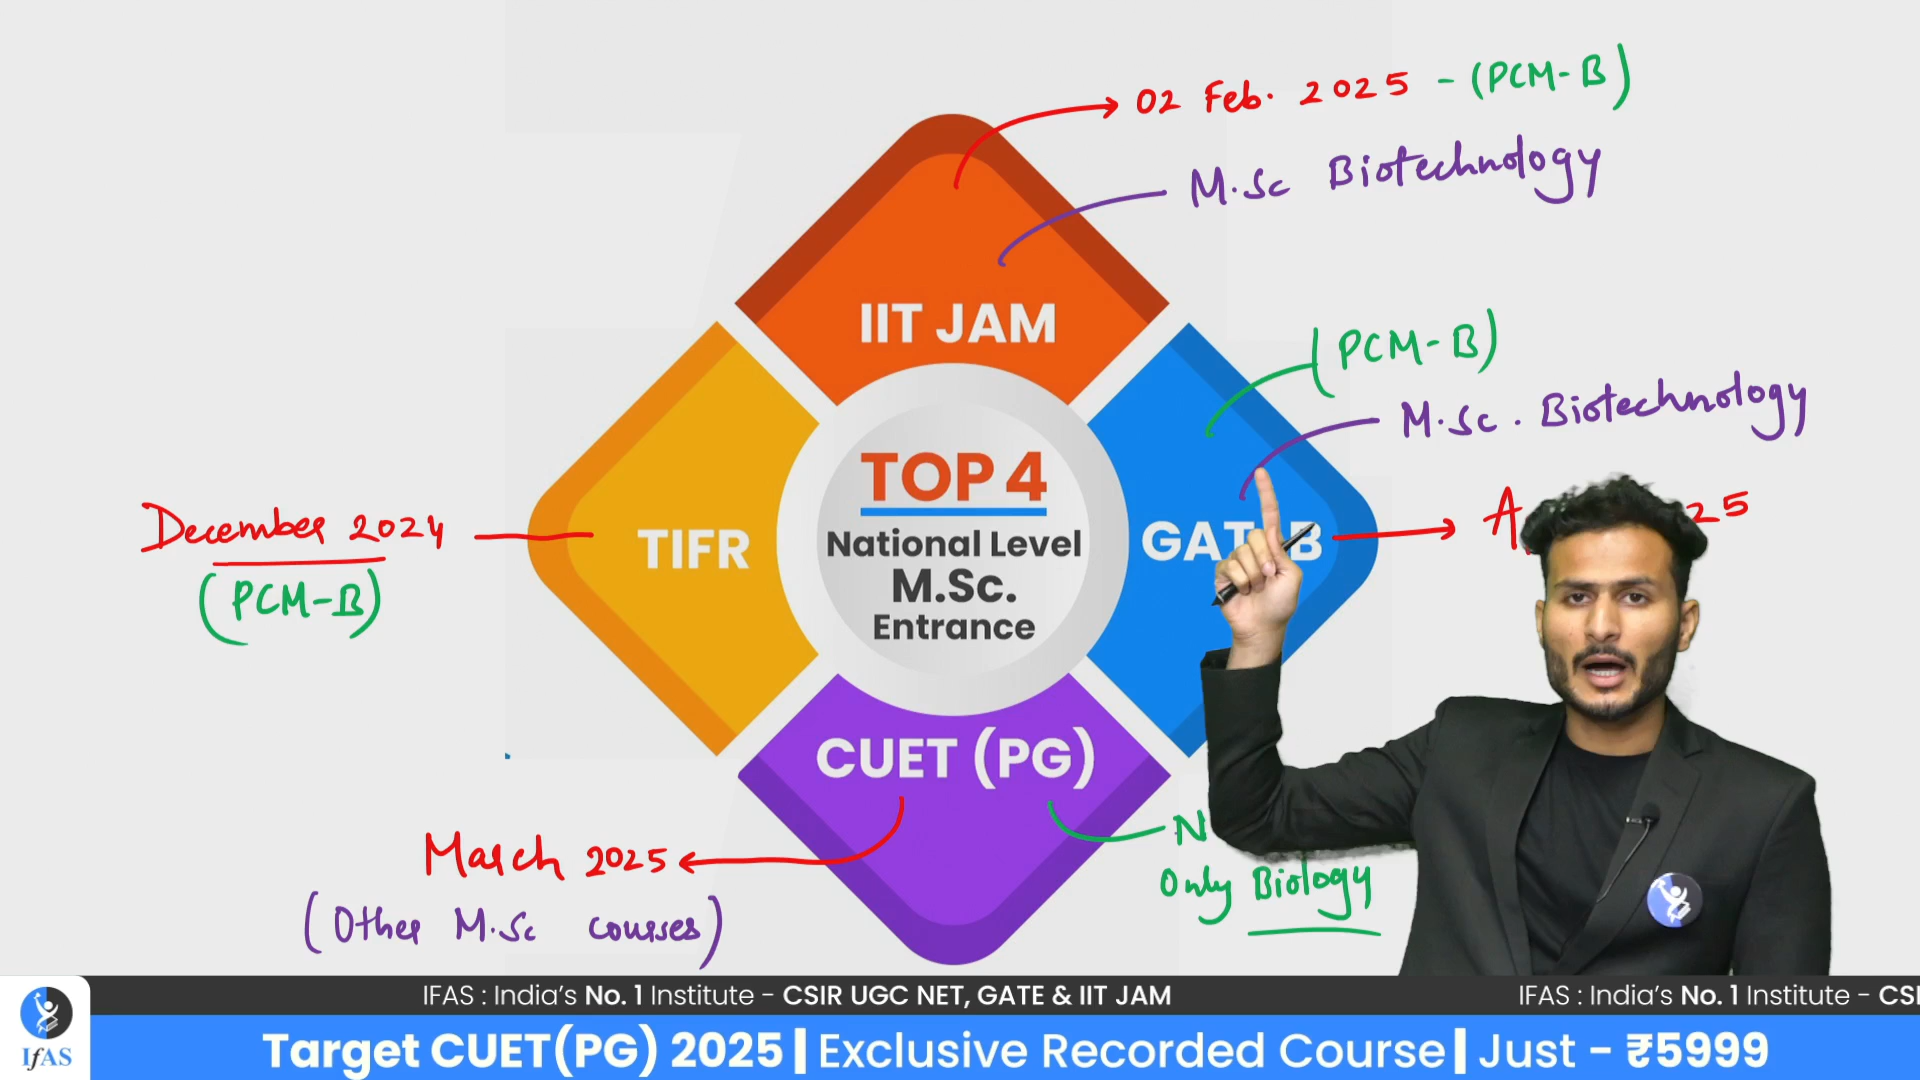 02 Feb. 2025 - (PCM-B)
M.Sc Biotechnology
IIT JAM
(PCM-B)
M.Sc. Biotechnology
TOP 4
National Level
M.Sc.
Entrance
December 2024
(PCM-B)
TIFR
GAT B
25
CUET (PG)
March 2025
(Other M.Sc courses)
Only Biology
IFAS : India's No. 1 Institute - CSIR UGC NET, GATE & IIT JAM
IFAS : India's No. 1 Institute - CSI
IfAS
Target CUET(PG) 2025 | Exclusive Recorded Course | Just - ₹5999